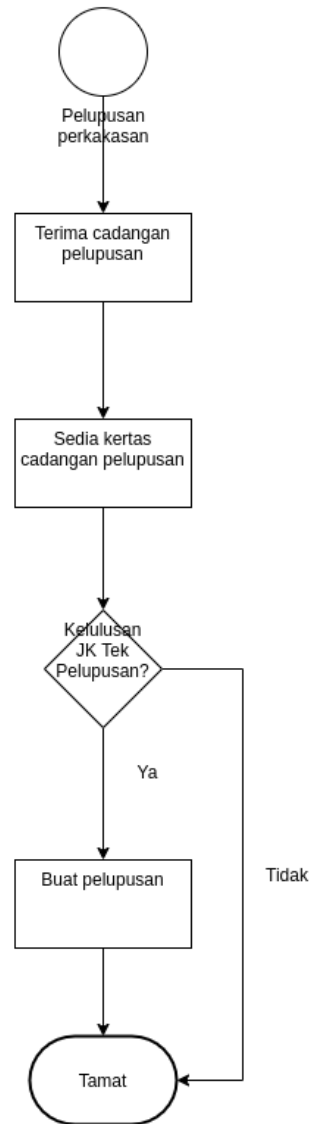 Pelupusan
perkakasan
Terima cadangan
pelupusan
Sedia kertas
cadangan pelupusan
Kelulusan
JK Tek
Pelupusan?
Ya
Buat pelupusan
Tidak
Tamat